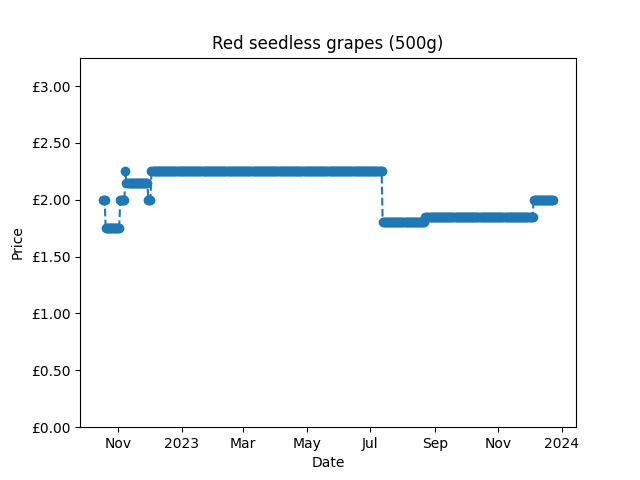 Red seedless grapes (500g)
£3.00
£2.50
£2.00
£1.50
£1.00
£0.50
£0.00
Price
Nov 2023 Mar May Jul Sep Nov 2024
Date